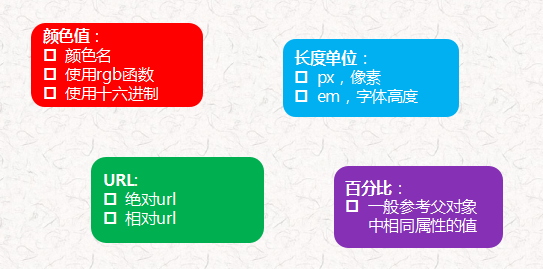 颜色值：
颜色名
使用rgb函数
使用十六进制
长度单位：
px，像素
em，字体高度
URL:
绝对url
相对url
百分比：
一般参考父对象
中相同属性的值